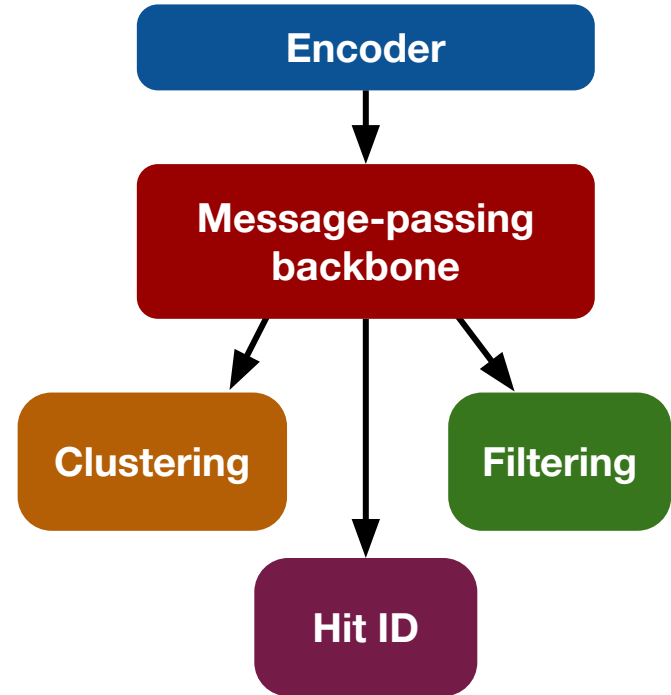 Encoder
Message-passing
backbone
Clustering
Filtering
Hit ID